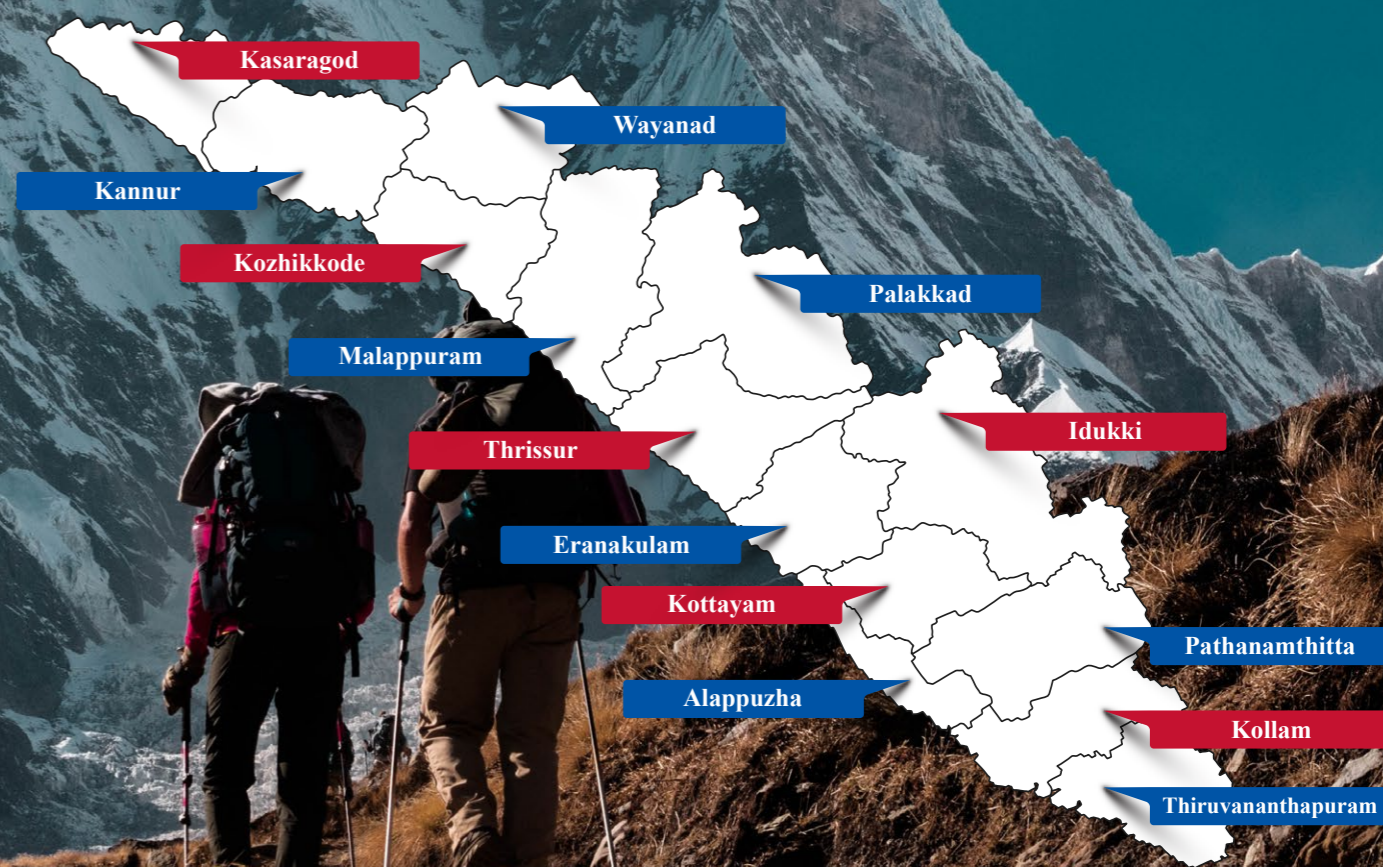 Kasaragod
Wayanad
Kannur
Kozhikkode
Palakkad
Malappuram
Idukki
Thrissur
Eranakulam
Kottayam
Pathanamthitta
Alappuzha
Kollam
Thiruvananthapuram